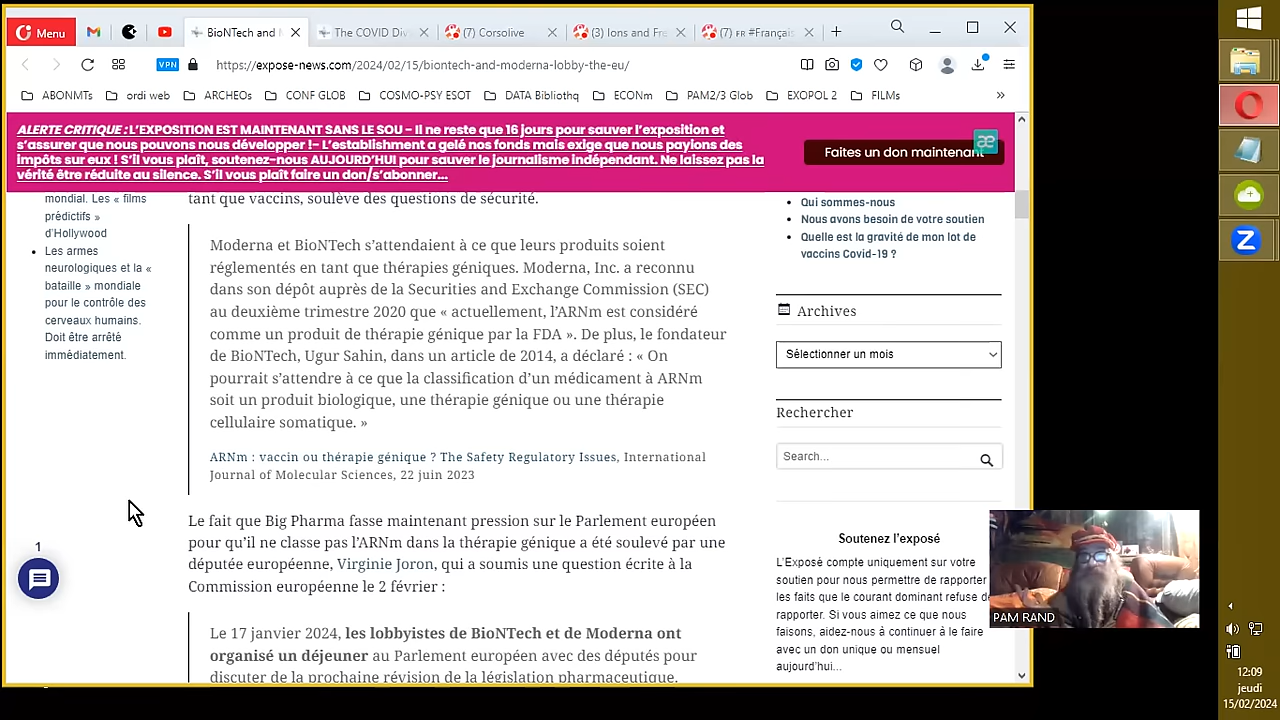 Menu
BioNTech and M
The COVID Div
(7) Corsolive
(3) Ions and Fre
(7) FR #Français
VPN
https://expose-news.com/2024/02/15/biontech-and-moderna-lobby-the-eu/
ABONMTs
ordi web
ARCHEOs
CONF GLOB
COSMO-PSY ESOT
DATA Bibliothq
ECONm
PAM2/3 Glob
EXOPOL 2
FILMs
»
ALERTE CRITIQUE : L'EXPOSITION EST MAINTENANT SANS LE SOU – Il ne reste que 16 jours pour sauver l'exposition et
s'assurer que nous pouvons nous développer !– L'establishment a gelé nos fonds mais exige que nous payions des
impôts sur eux ! S'il vous plaît, soutenez-nous AUJOURD'HUI pour sauver le journalisme indépendant. Ne laissez pas la
vérité être réduite au silence. S'il vous plaît faire un don/s'abonner...
Faites un don maintenant
æ
mondial. Les « films
prédictifs »
d'Hollywood
Les armes
neurologiques et la «
bataille » mondiale
pour le contrôle des
cerveaux humains.
Doit être arrêté
immédiatement.
1
tant que vaccins, soulève des questions de sécurité.
Moderna et BioNTech s'attendaient à ce que leurs produits soient
réglementés en tant que thérapies géniques. Moderna, Inc. a reconnu
dans son dépôt auprès de la Securities and Exchange Commission (SEC)
au deuxième trimestre 2020 que « actuellement, l'ARNm est considéré
comme un produit de thérapie génique par la FDA ». De plus, le fondateur
de BioNTech, Ugur Sahin, dans un article de 2014, a déclaré : « On
pourrait s'attendre à ce que la classification d'un médicament à ARNm
soit un produit biologique, une thérapie génique ou une thérapie
cellulaire somatique. »
ARNm : vaccin ou thérapie génique ? The Safety Regulatory Issues, International
Journal of Molecular Sciences, 22 juin 2023
Le fait que Big Pharma fasse maintenant pression sur le Parlement européen
pour qu'il ne classe pas l'ARNm dans la thérapie génique a été soulevé par une
députée européenne, Virginie Joron, qui a soumis une question écrite à la
Commission européenne le 2 février :
Le 17 janvier 2024, les lobbyistes de BioNTech et de Moderna ont
organisé un déjeuner au Parlement européen avec des députés pour
discuter de la prochaine révision de la législation pharmaceutique.
Qui sommes-nous
Nous avons besoin de votre soutien
Quelle est la gravité de mon lot de
vaccins Covid-19 ?
Archives
Sélectionner un mois
Rechercher
Search...
Soutenez l'exposé
L'Exposé compte uniquement sur votre
soutien pour nous permettre de rapporter
les faits que le courant dominant refuse de
rapporter. Si vous aimez ce que nous
faisons, aidez-nous à continuer à le faire
avec un don unique ou mensuel
aujourd'hui...
PAM RAND
Z
12:09
jeudi
15/02/2024